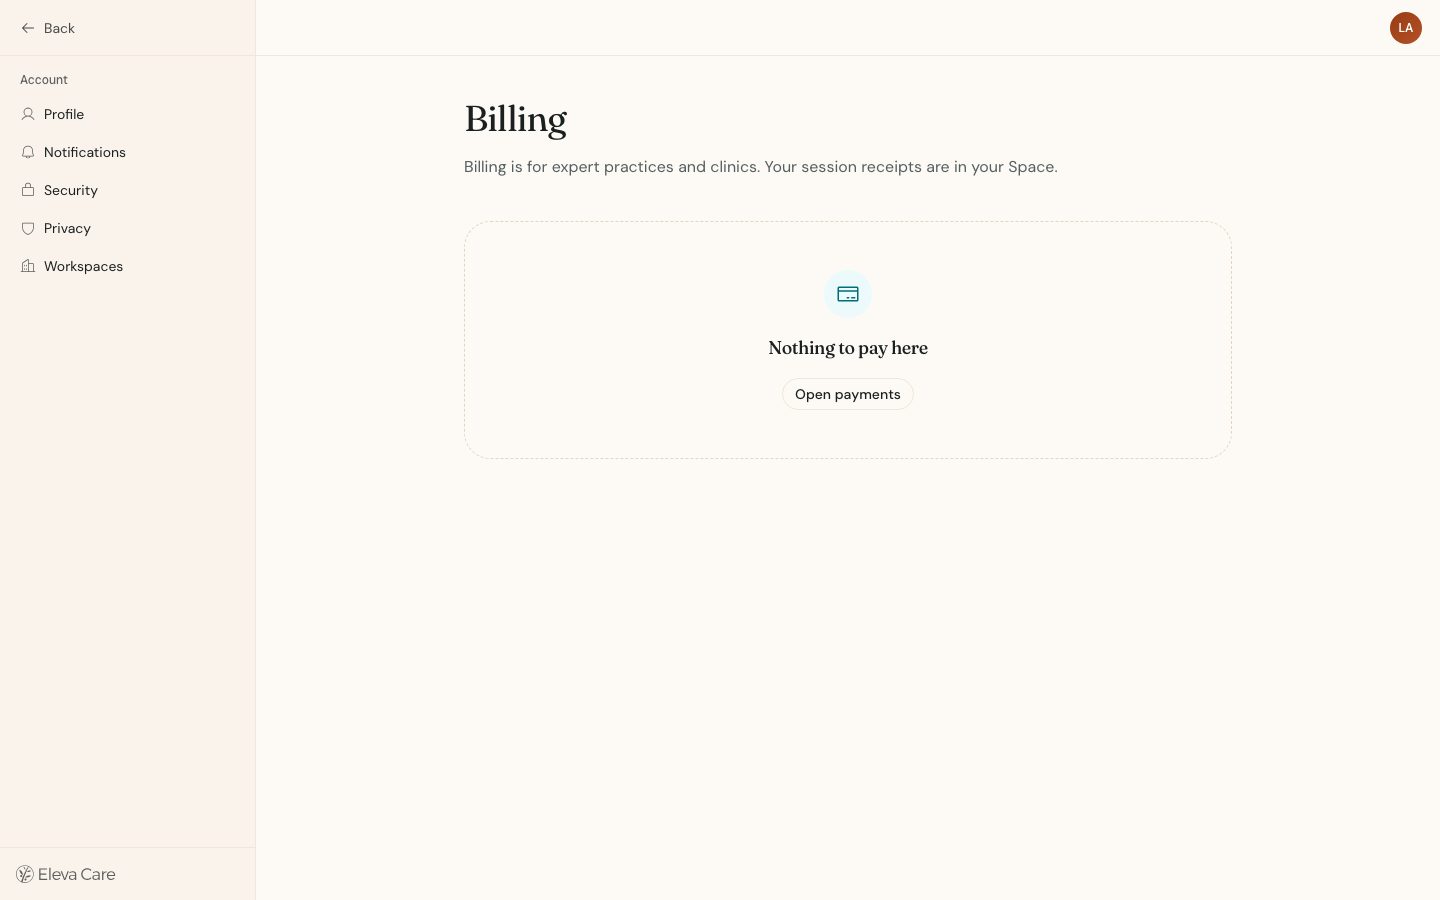 Back
LA
Account
Profile
Notifications
Security
Privacy
Workspaces
Billing
Billing is for expert practices and clinics. Your session receipts are in your Space.
Nothing to pay here
Open payments
Eleva Care